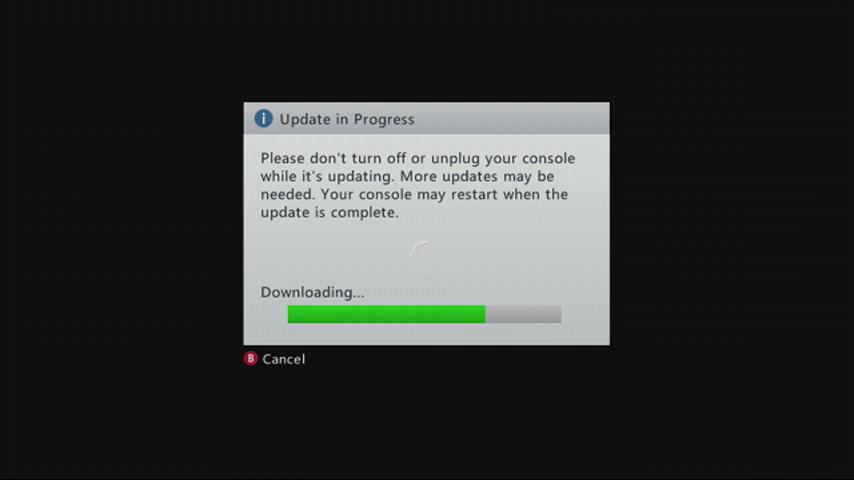 i Update in Progress
Please don't turn off or unplug your console
while it's updating. More updates may be
needed. Your console may restart when the
update is complete.
Downloading...
B Cancel